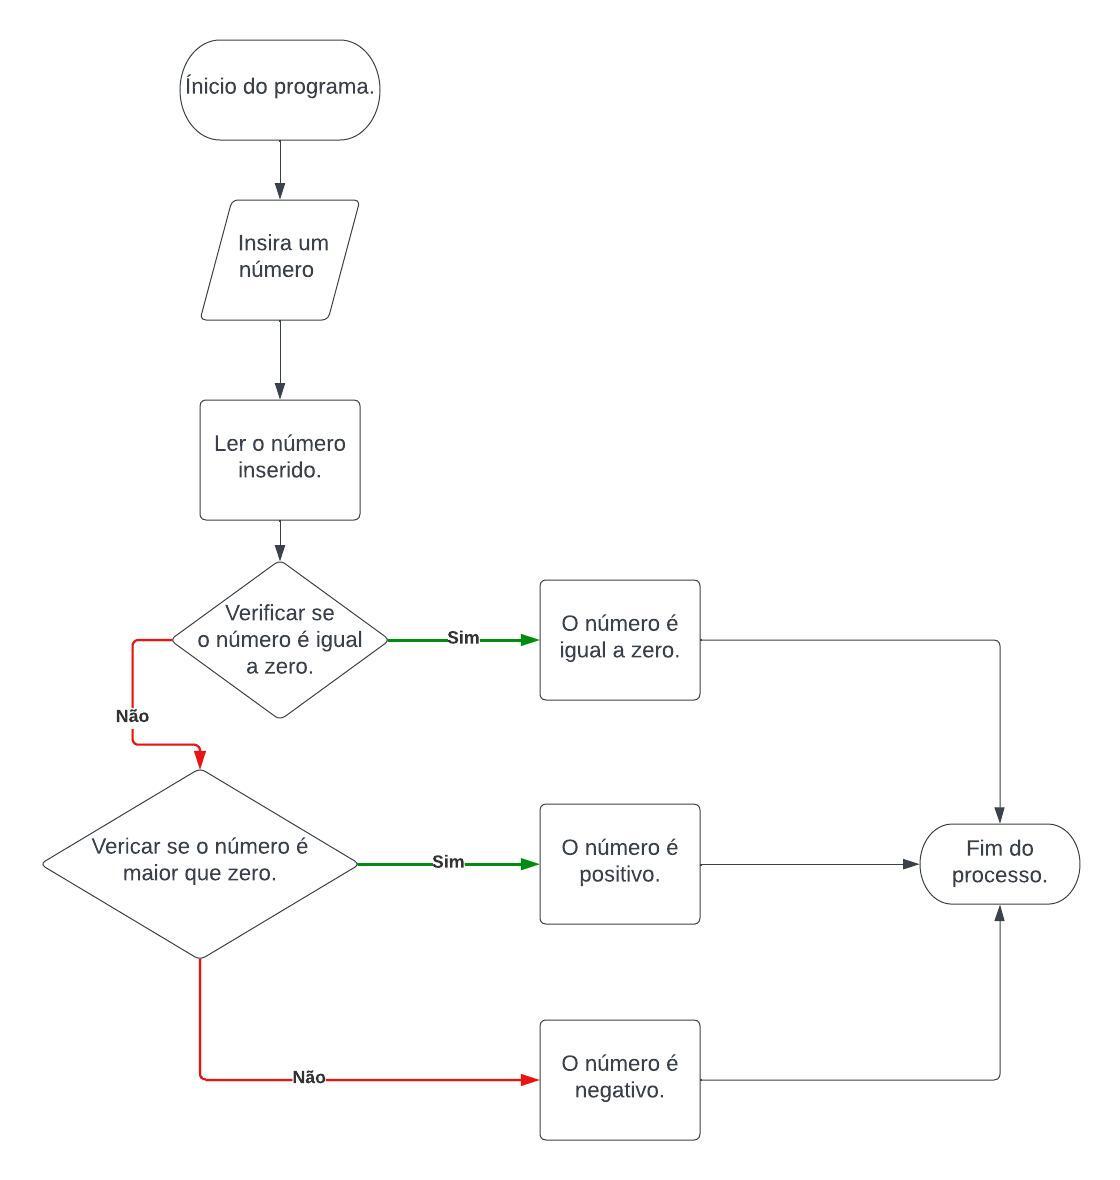 Ínicio do programa.
Insira um
número
Ler o número
inserido.
Verificar se
o número é igual
a zero.
Sim
O número é
igual a zero.
Não
Vericar se o número é
maior que zero.
Sim
O número é
positivo.
Fim do
processo.
Não
O número é
negativo.